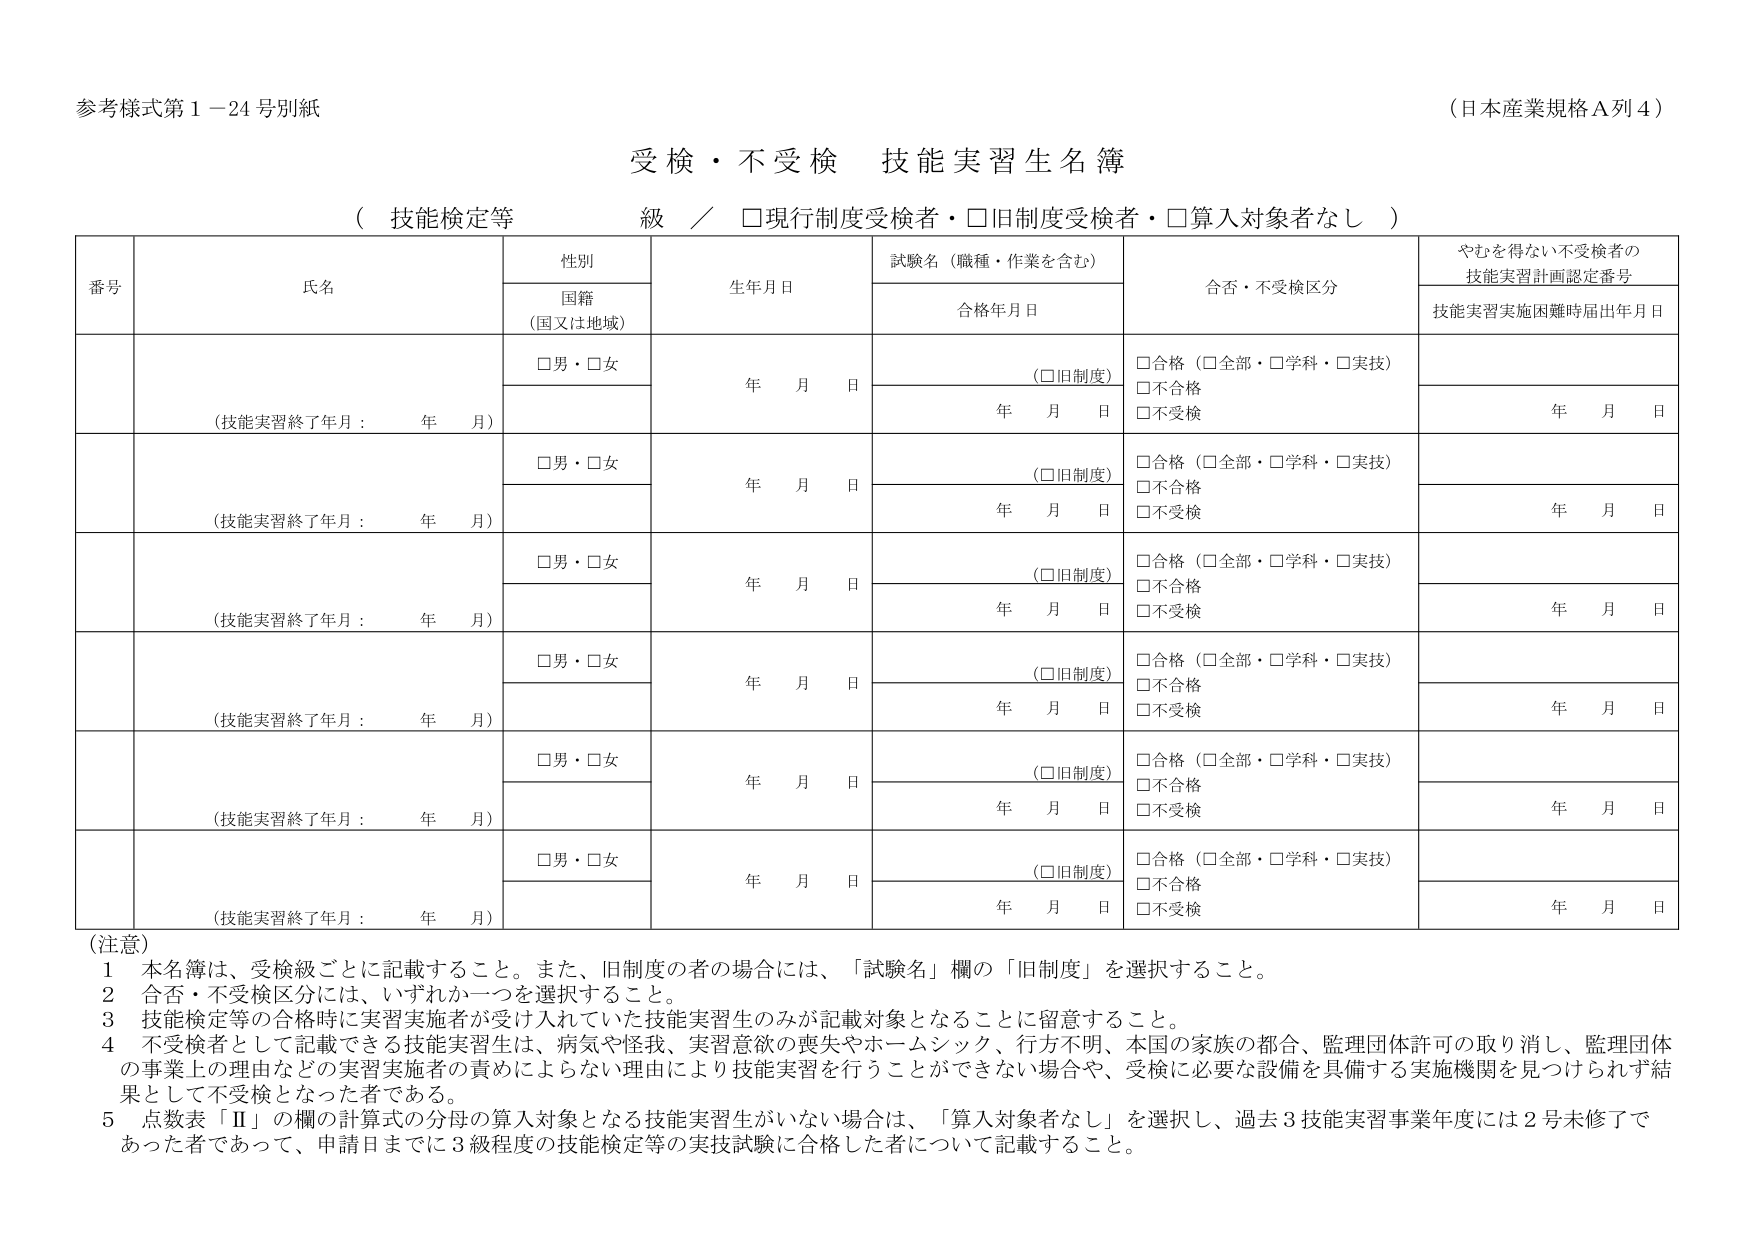 参考様式第１－24 号別紙
（日本産業規格Ａ列４）
受検・不受検　技能実習生名簿
（　技能検定等　　　　　級　／　□現行制度受検者・□旧制度受検者・□算入対象者なし　）
番号
氏名
性別
国籍
（国又は地域）
生年月日
試験名（職種・作業を含む）
合格年月日
合否・不受検区分
やむを得ない不受検者の
技能実習計画認定番号
技能実習実施困難時届出年月日
（技能実習終了年月：　　　年　　月）
□男・□女
年　　月　　日
（□旧制度）
年　　月　　日
□合格（□全部・□学科・□実技）
□不合格
□不受検
年　　月　　日
（技能実習終了年月：　　　年　　月）
□男・□女
年　　月　　日
（□旧制度）
年　　月　　日
□合格（□全部・□学科・□実技）
□不合格
□不受検
年　　月　　日
（技能実習終了年月：　　　年　　月）
□男・□女
年　　月　　日
（□旧制度）
年　　月　　日
□合格（□全部・□学科・□実技）
□不合格
□不受検
年　　月　　日
（技能実習終了年月：　　　年　　月）
□男・□女
年　　月　　日
（□旧制度）
年　　月　　日
□合格（□全部・□学科・□実技）
□不合格
□不受検
年　　月　　日
（技能実習終了年月：　　　年　　月）
□男・□女
年　　月　　日
（□旧制度）
年　　月　　日
□合格（□全部・□学科・□実技）
□不合格
□不受検
年　　月　　日
（技能実習終了年月：　　　年　　月）
□男・□女
年　　月　　日
（□旧制度）
年　　月　　日
□合格（□全部・□学科・□実技）
□不合格
□不受検
年　　月　　日
（注意）
１　本名簿は、受検級ごとに記載すること。また、旧制度の者の場合には、「試験名」欄の「旧制度」を選択すること。
２　合否・不受検区分には、いずれか一つを選択すること。
３　技能検定等の合格時に実習実施者が受け入れていた技能実習生のみが記載対象となることに留意すること。
４　不受検者として記載できる技能実習生は、病気や怪我、実習意欲の喪失やホームシック、行方不明、本国の家族の都合、監理団体許可の取り消し、監理団体
の事業上の理由などの実習実施者の責めによらない理由により技能実習を行うことができない場合や、受検に必要な設備を具備する実施機関を見つけられず結
果として不受検となった者である。
５　点数表「Ⅱ」の欄の計算式の分母の算入対象となる技能実習生がいない場合は、「算入対象者なし」を選択し、過去３技能実習事業年度には２号未修了で
あった者であって、申請日までに３級程度の技能検定等の実技試験に合格した者について記載すること。